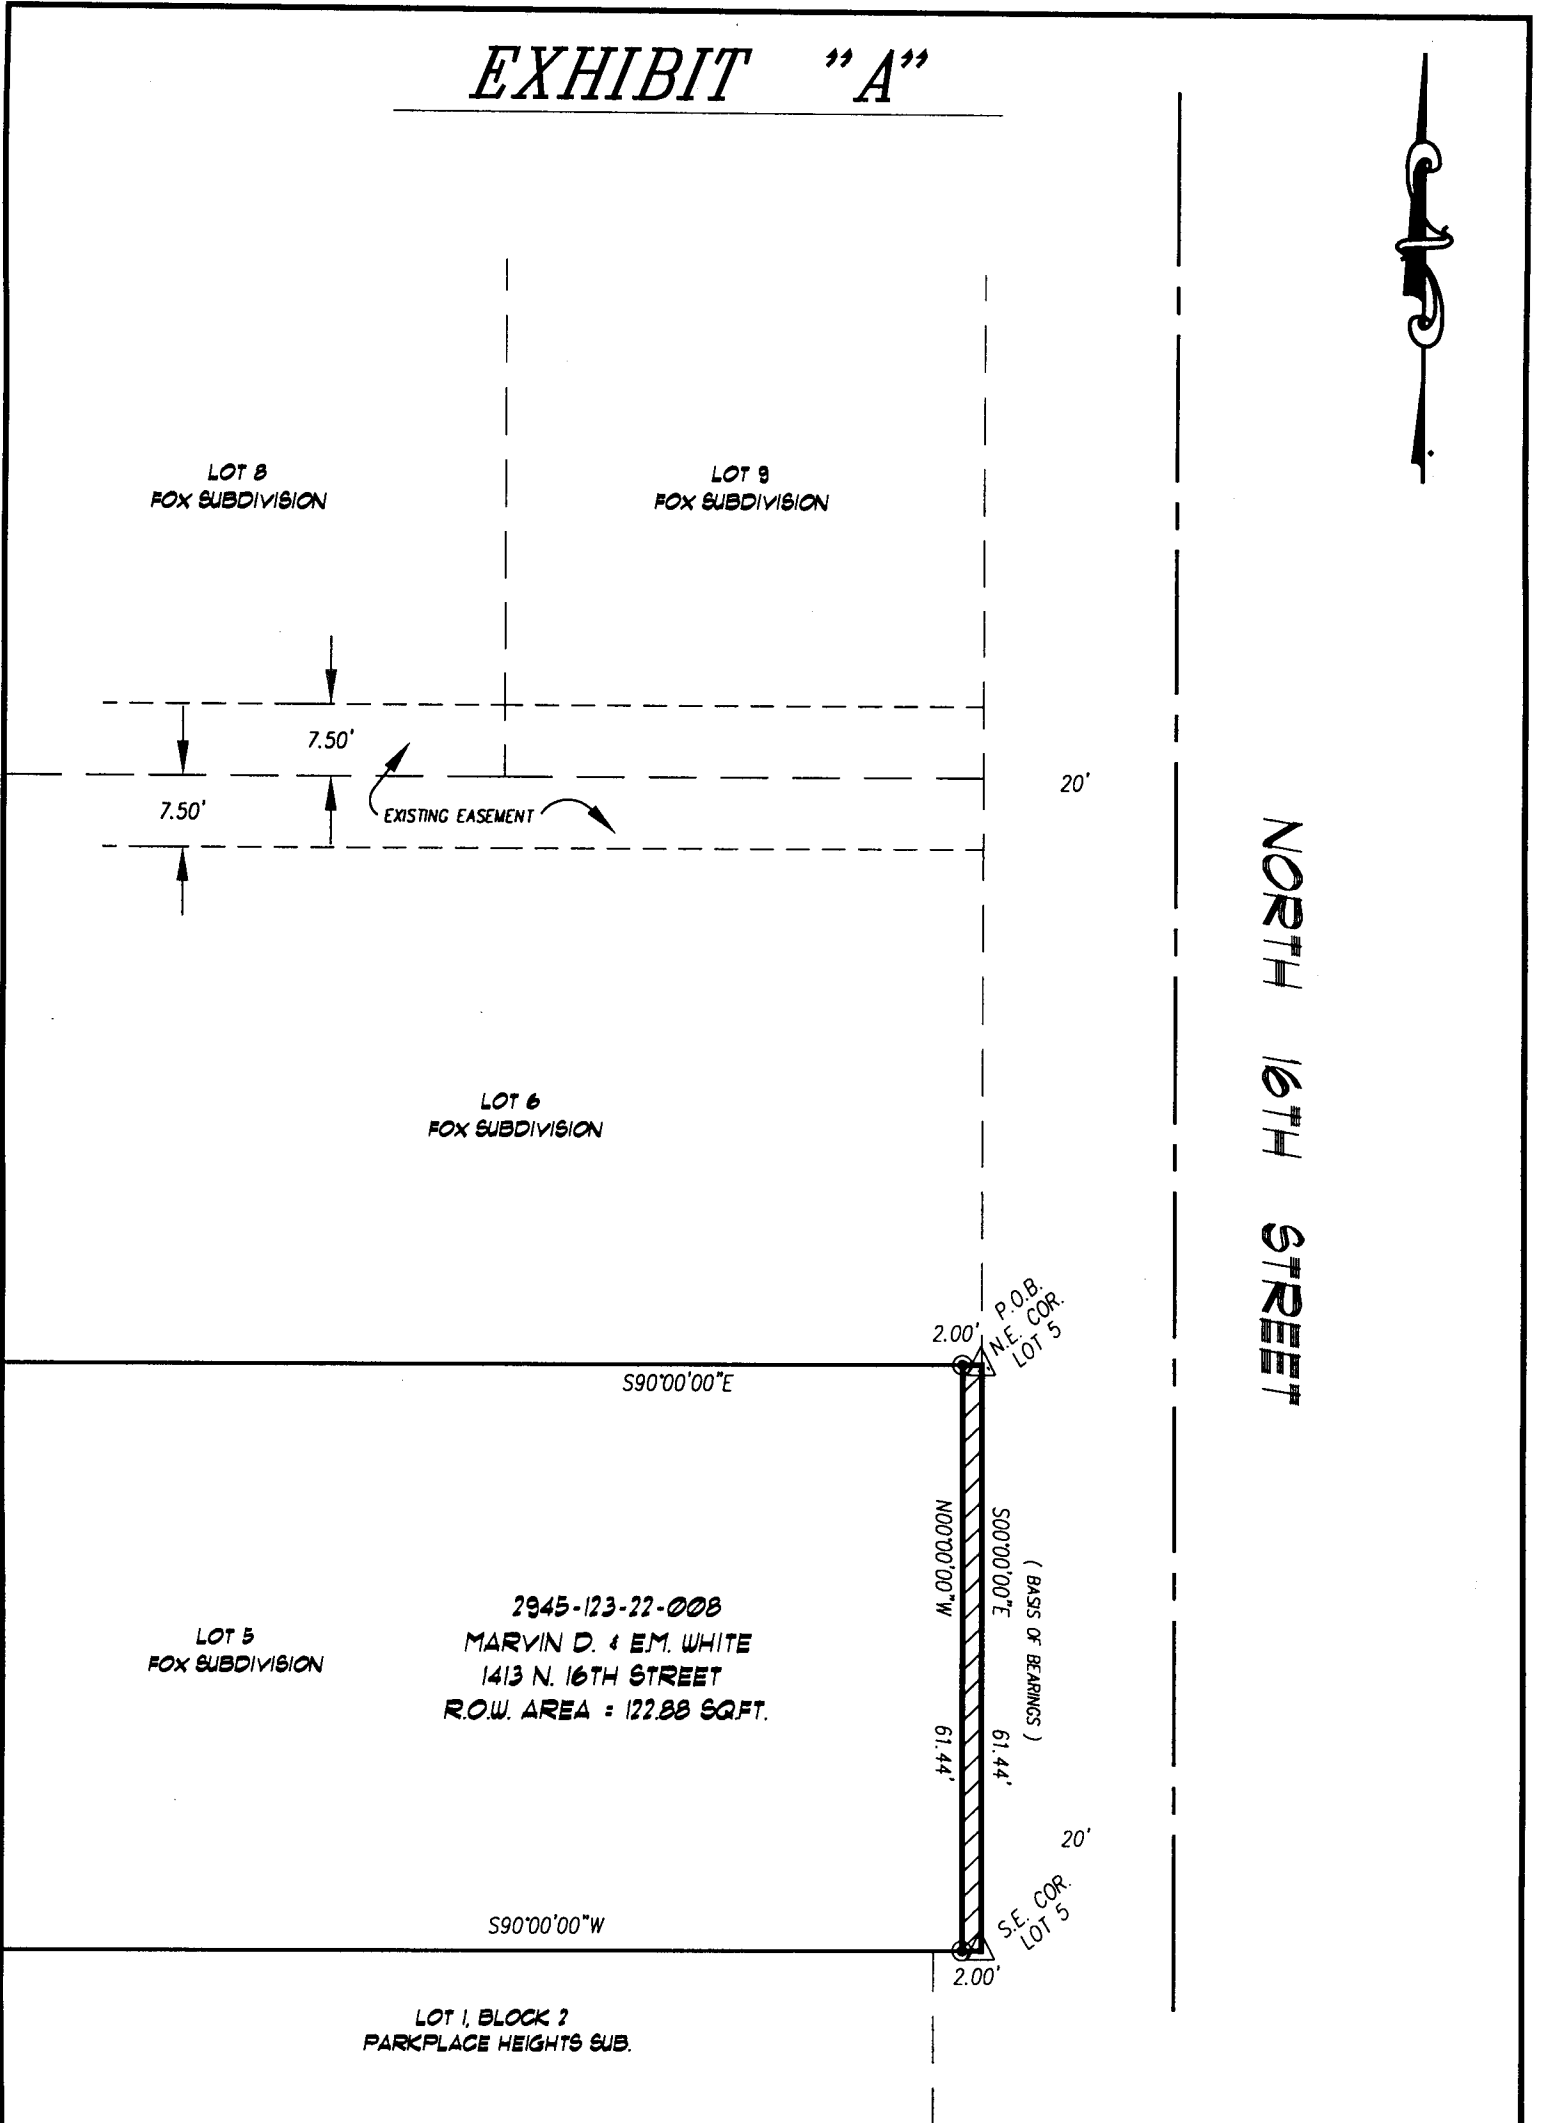 EXHIBIT "A"
LOT 8
FOX SUBDIVISION
LOT 9
FOX SUBDIVISION
7.50'
7.50'
EXISTING EASEMENT
20'
NORTH 16TH STREET
LOT 6
FOX SUBDIVISION
P.O.B.
N.E. COR.
LOT 5
2.00'
S90°00'00"E
N00°00'00"W
61.44'
S00°00'00"E
61.44'
( BASIS OF BEARINGS )
LOT 5
FOX SUBDIVISION
2945-123-22-008
MARVIN D. & E.M. WHITE
1413 N. 16TH STREET
R.O.W. AREA = 122.88 SQ.FT.
20'
S.E. COR.
LOT 5
S90°00'00"W
2.00'
LOT 1, BLOCK 2
PARKPLACE HEIGHTS SUB.